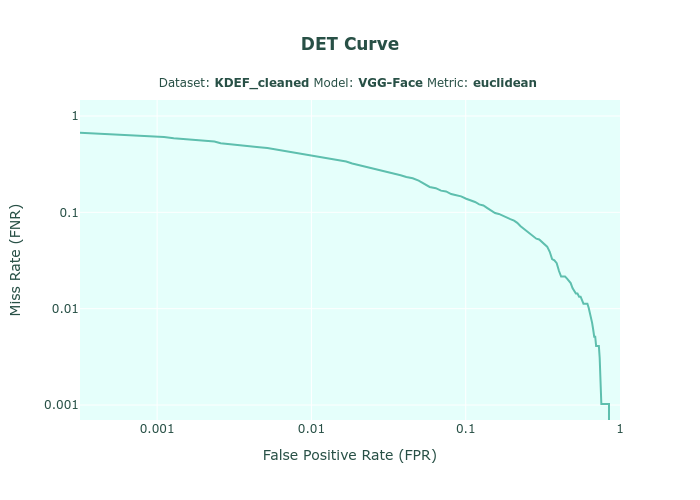 DET Curve
Dataset: KDEF_cleaned Model: VGG-Face Metric: euclidean
1
0.1
0.01
0.001
Miss Rate (FNR)
0.001
0.01
0.1
1
False Positive Rate (FPR)